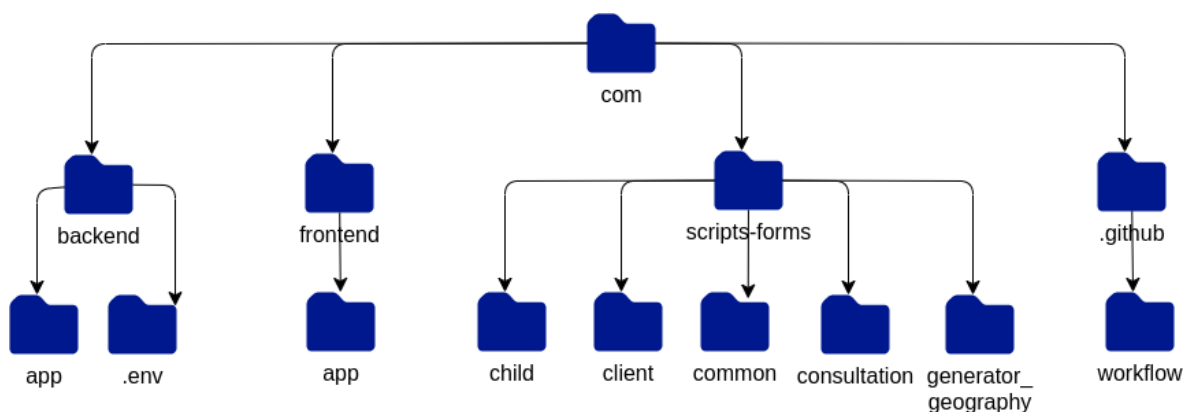 com
backend
frontend
scripts-forms
.github
app
.env
app
child
client
common
consultation
generator_
geography
workflow